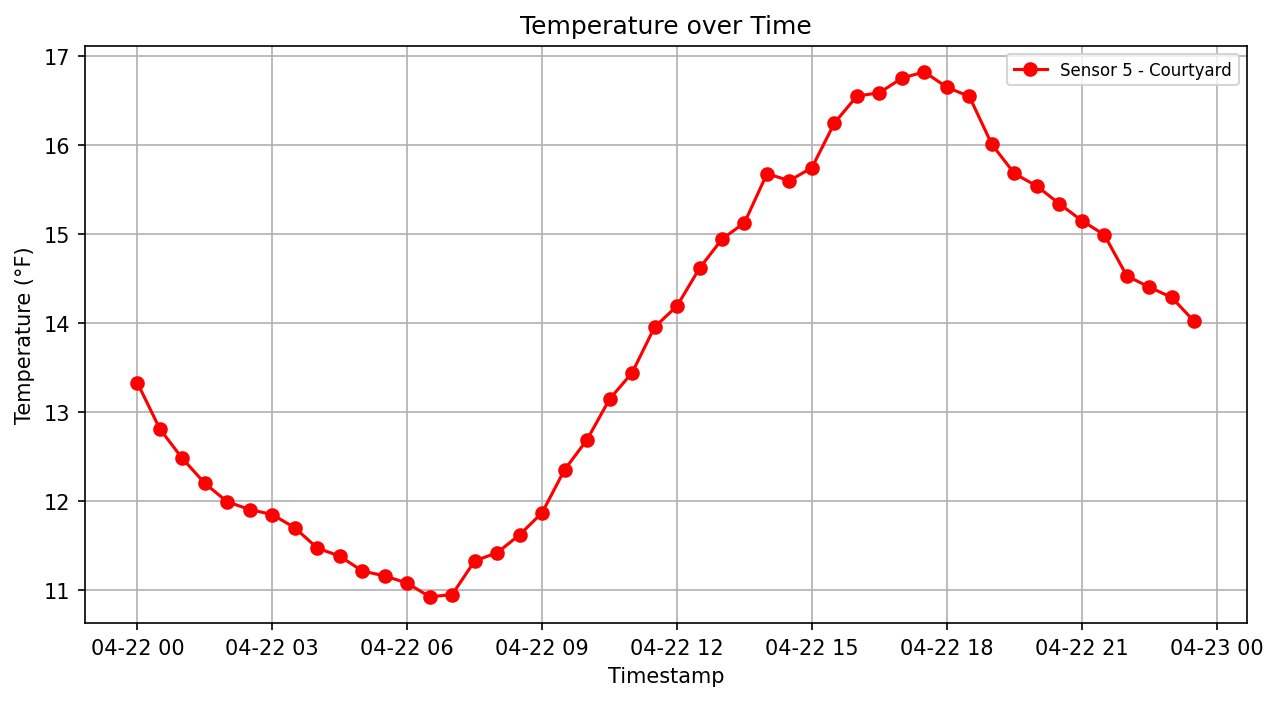 Temperature over Time
Sensor 5 - Courtyard
Temperature (°F)
17
16
15
14
13
12
11
04-22 00 04-22 03 04-22 06 04-22 09 04-22 12 04-22 15 04-22 18 04-22 21 04-23 00
Timestamp